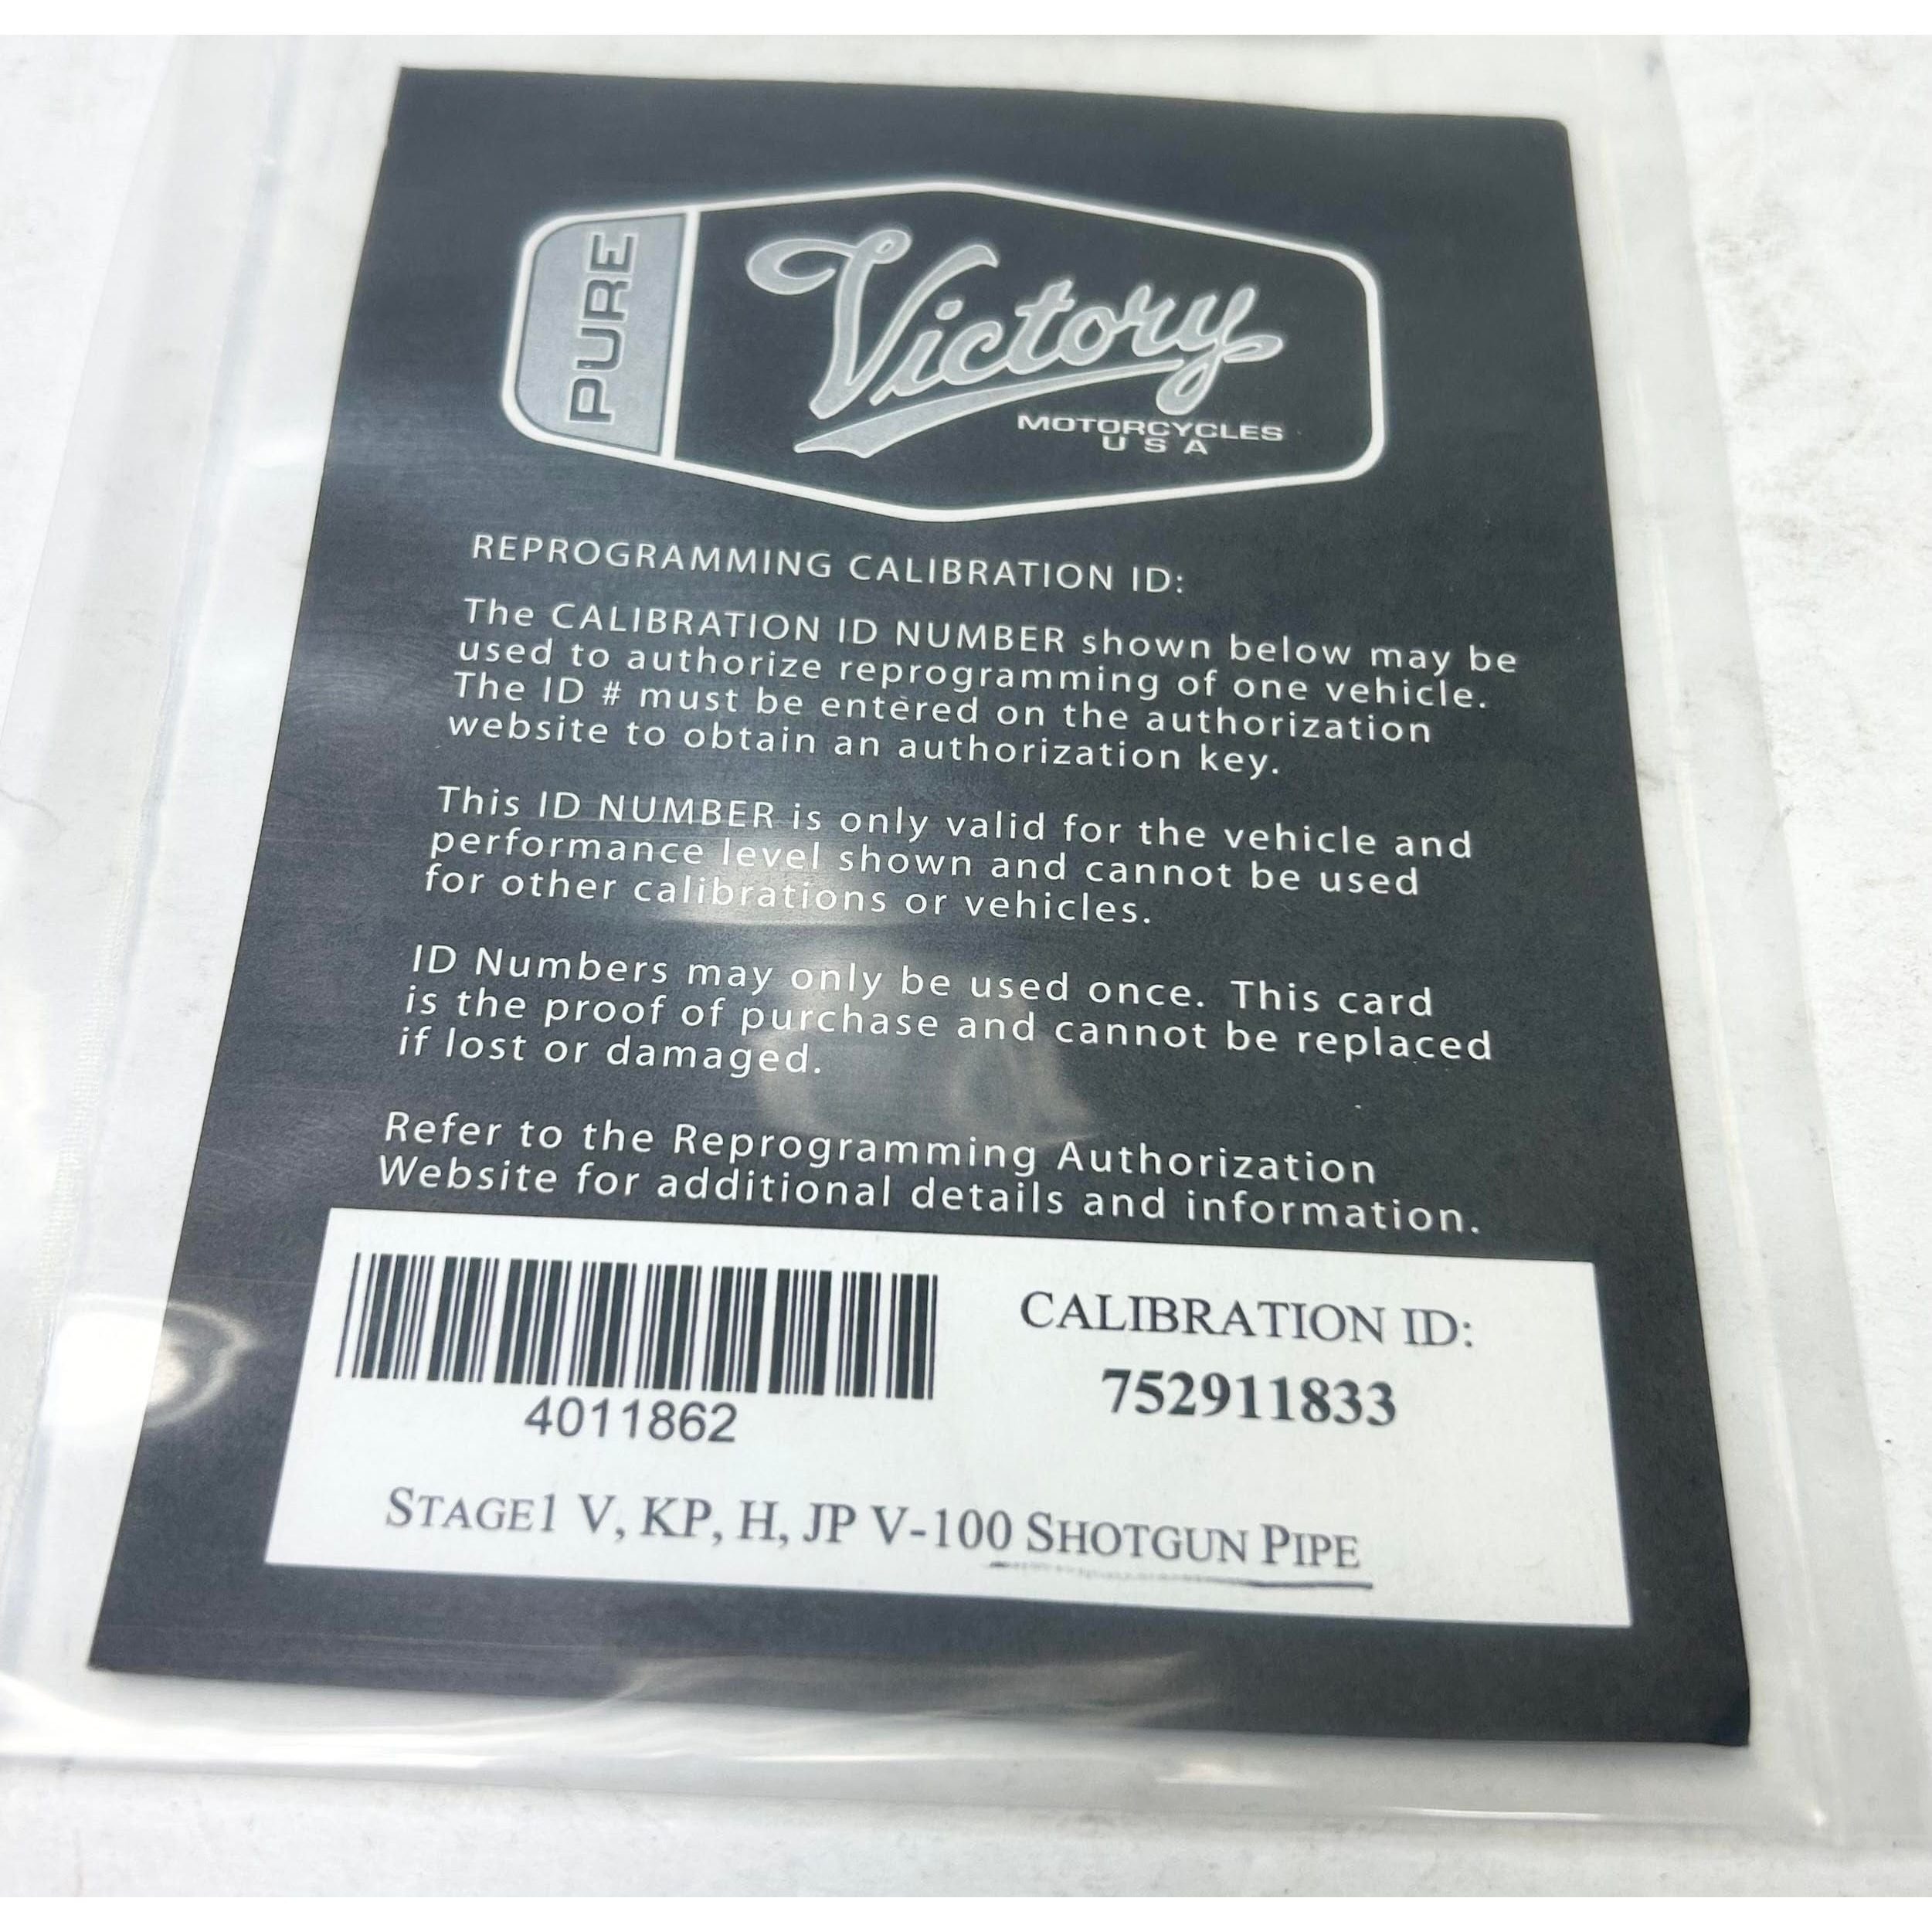 PURE
Victory
MOTORCYCLES
USA
REPROGRAMMING CALIBRATION ID:
The CALIBRATION ID NUMBER shown below may be
used to authorize reprogramming of one vehicle.
The ID # must be entered on the authorization
website to obtain an authorization key.
This ID NUMBER is only valid for the vehicle and
performance level shown and cannot be used
for other calibrations or vehicles.
ID Numbers may only be used once. This card
is the proof of purchase and cannot be replaced
if lost or damaged.
Refer to the Reprogramming Authorization
Website for additional details and information.
4011862
CALIBRATION ID:
752911833
STAGE1 V, KP, H, JP V-100 SHOTGUN PIPE